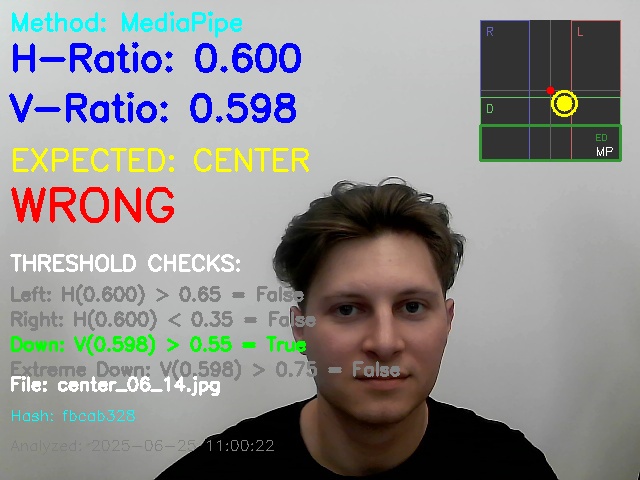 Method: MediaPipe
H-Ratio: 0.600
V-Ratio: 0.598
EXPECTED: CENTER
WRONG
THRESHOLD CHECKS:
Left: H(0.600) > 0.65 = False
Right: H(0.600) < 0.35 = False
Down: V(0.598) > 0.55 = True
Extreme Down: V(0.598) > 0.75 = False
File: center_06_14.jpg
Hash: fbcab328
Analyzed: 2025-06-25 11:00:22
R L
D
ED
MP